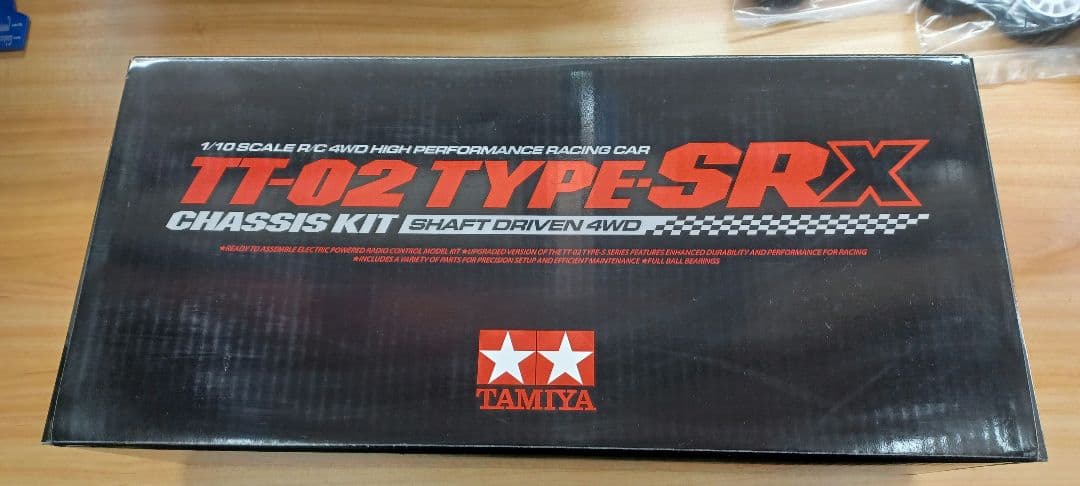 1/10 SCALE R/C 4WD HIGH PERFORMANCE RACING CAR
TT-02 TYPE-SRX
CHASSIS KIT SHAFT DRIVEN 4WD
★READY TO ASSEMBLE ELECTRIC POWERED RADIO CONTROL MODEL KIT ★UPGRADED VERSION OF THE TT-02 TYPE-S SERIES FEATURES ENHANCED DURABILITY AND PERFORMANCE FOR RACING
★INCLUDES A VARIETY OF PARTS FOR PRECISION SETUP AND EFFICIENT MAINTENANCE ★FULL BALL BEARINGS
TAMIYA